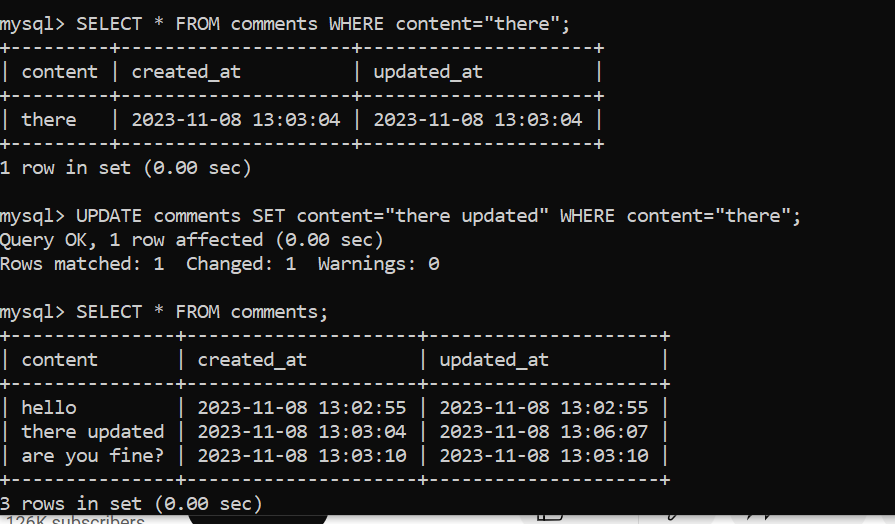 mysql> SELECT * FROM comments WHERE content="there";
+---------+---------------------+---------------------+
| content | created_at          | updated_at          |
+---------+---------------------+---------------------+
| there   | 2023-11-08 13:03:04 | 2023-11-08 13:03:04 |
+---------+---------------------+---------------------+
1 row in set (0.00 sec)

mysql> UPDATE comments SET content="there updated" WHERE content="there";
Query OK, 1 row affected (0.00 sec)
Rows matched: 1  Changed: 1  Warnings: 0

mysql> SELECT * FROM comments;
+---------------+---------------------+---------------------+
| content       | created_at          | updated_at          |
+---------------+---------------------+---------------------+
| hello         | 2023-11-08 13:02:55 | 2023-11-08 13:02:55 |
| there updated | 2023-11-08 13:03:04 | 2023-11-08 13:06:07 |
| are you fine? | 2023-11-08 13:03:10 | 2023-11-08 13:03:10 |
+---------------+---------------------+---------------------+
3 rows in set (0.00 sec)
126K subscribers